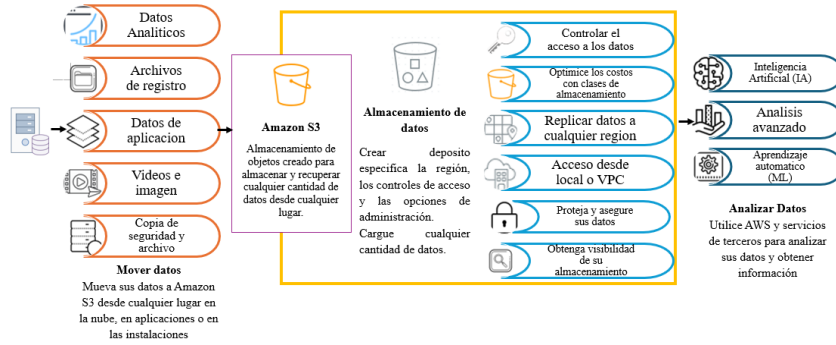 Datos
Analiticos
Archivos
de registro
Datos de
aplicacion
Videos e
imagen
Copia de
seguridad y
archivo
Mover datos
Mueva sus datos a Amazon
S3 desde cualquier lugar en
la nube, en aplicaciones o en
las instalaciones
Amazon S3
Almacenamiento de
objetos creado para
almacenar y recuperar
cualquier cantidad de
datos desde cualquier
lugar.
Almacenamiento de
datos
Crear deposito
especifica la región,
los controles de acceso
y las opciones de
administración.
Cargue cualquier
cantidad de datos.
Controlar el
acceso a los datos
Optimice los costos
con clases de
almacenamiento
Replicar datos a
cualquier region
Acceso desde
local o VPC
Proteja y asegure
sus datos
Obtenga visibilidad
de su
almacenamiento
Inteligencia
Artificial (IA)
Analisis
avanzado
Aprendizaje
automatico
(ML)
Analizar Datos
Utilice AWS y servicios
de terceros para analizar
sus datos y obtener
información